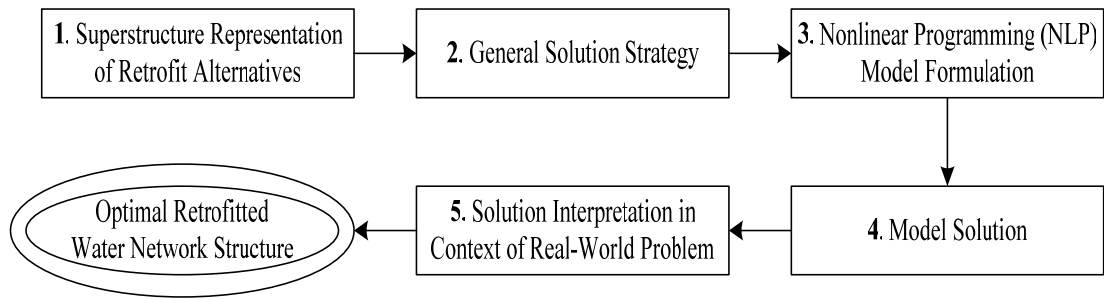 1. Superstructure Representation
of Retrofit Alternatives
2. General Solution Strategy
3. Nonlinear Programming (NLP)
Model Formulation
4. Model Solution
5. Solution Interpretation in
Context of Real-World Problem
Optimal Retrofitted
Water Network Structure